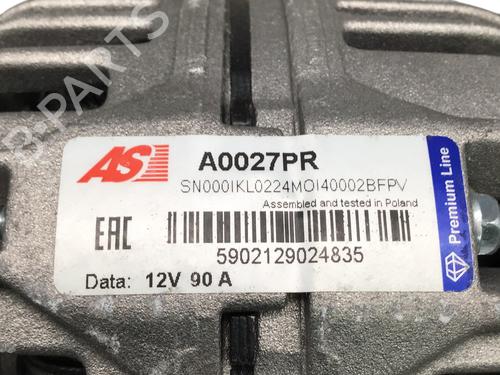 B-PARTS
AS
A0027PR
SN000IKL0224MOI40002BFPV
Assembled and tested in Poland
EAC
5902129024835
Data: 12V 90 A
Premium Line